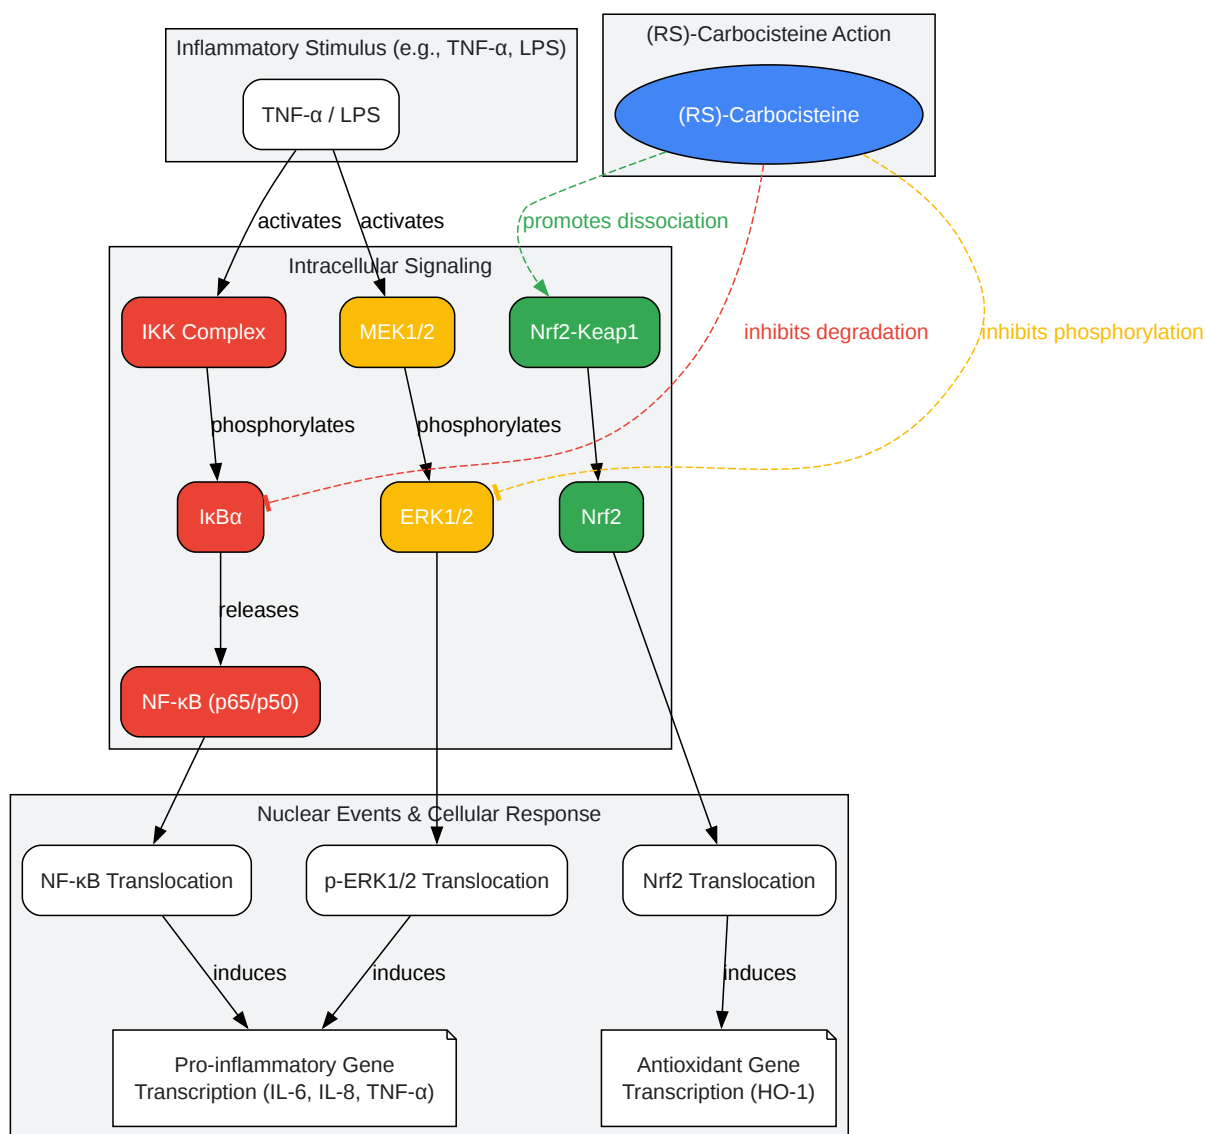 Inflammatory Stimulus (e.g., TNF-α, LPS)
(RS)-Carbocisteine Action
TNF-α / LPS
(RS)-Carbocisteine
activates
activates
promotes dissociation
Intracellular Signaling
IKK Complex
MEK1/2
Nrf2-Keap1
inhibits degradation
inhibits phosphorylation
phosphorylates
phosphorylates
IκBα
ERK1/2
Nrf2
releases
NF-κB (p65/p50)
Nuclear Events & Cellular Response
NF-κB Translocation
p-ERK1/2 Translocation
Nrf2 Translocation
induces
induces
induces
Pro-inflammatory Gene
Transcription (IL-6, IL-8, TNF-α)
Antioxidant Gene
Transcription (HO-1)